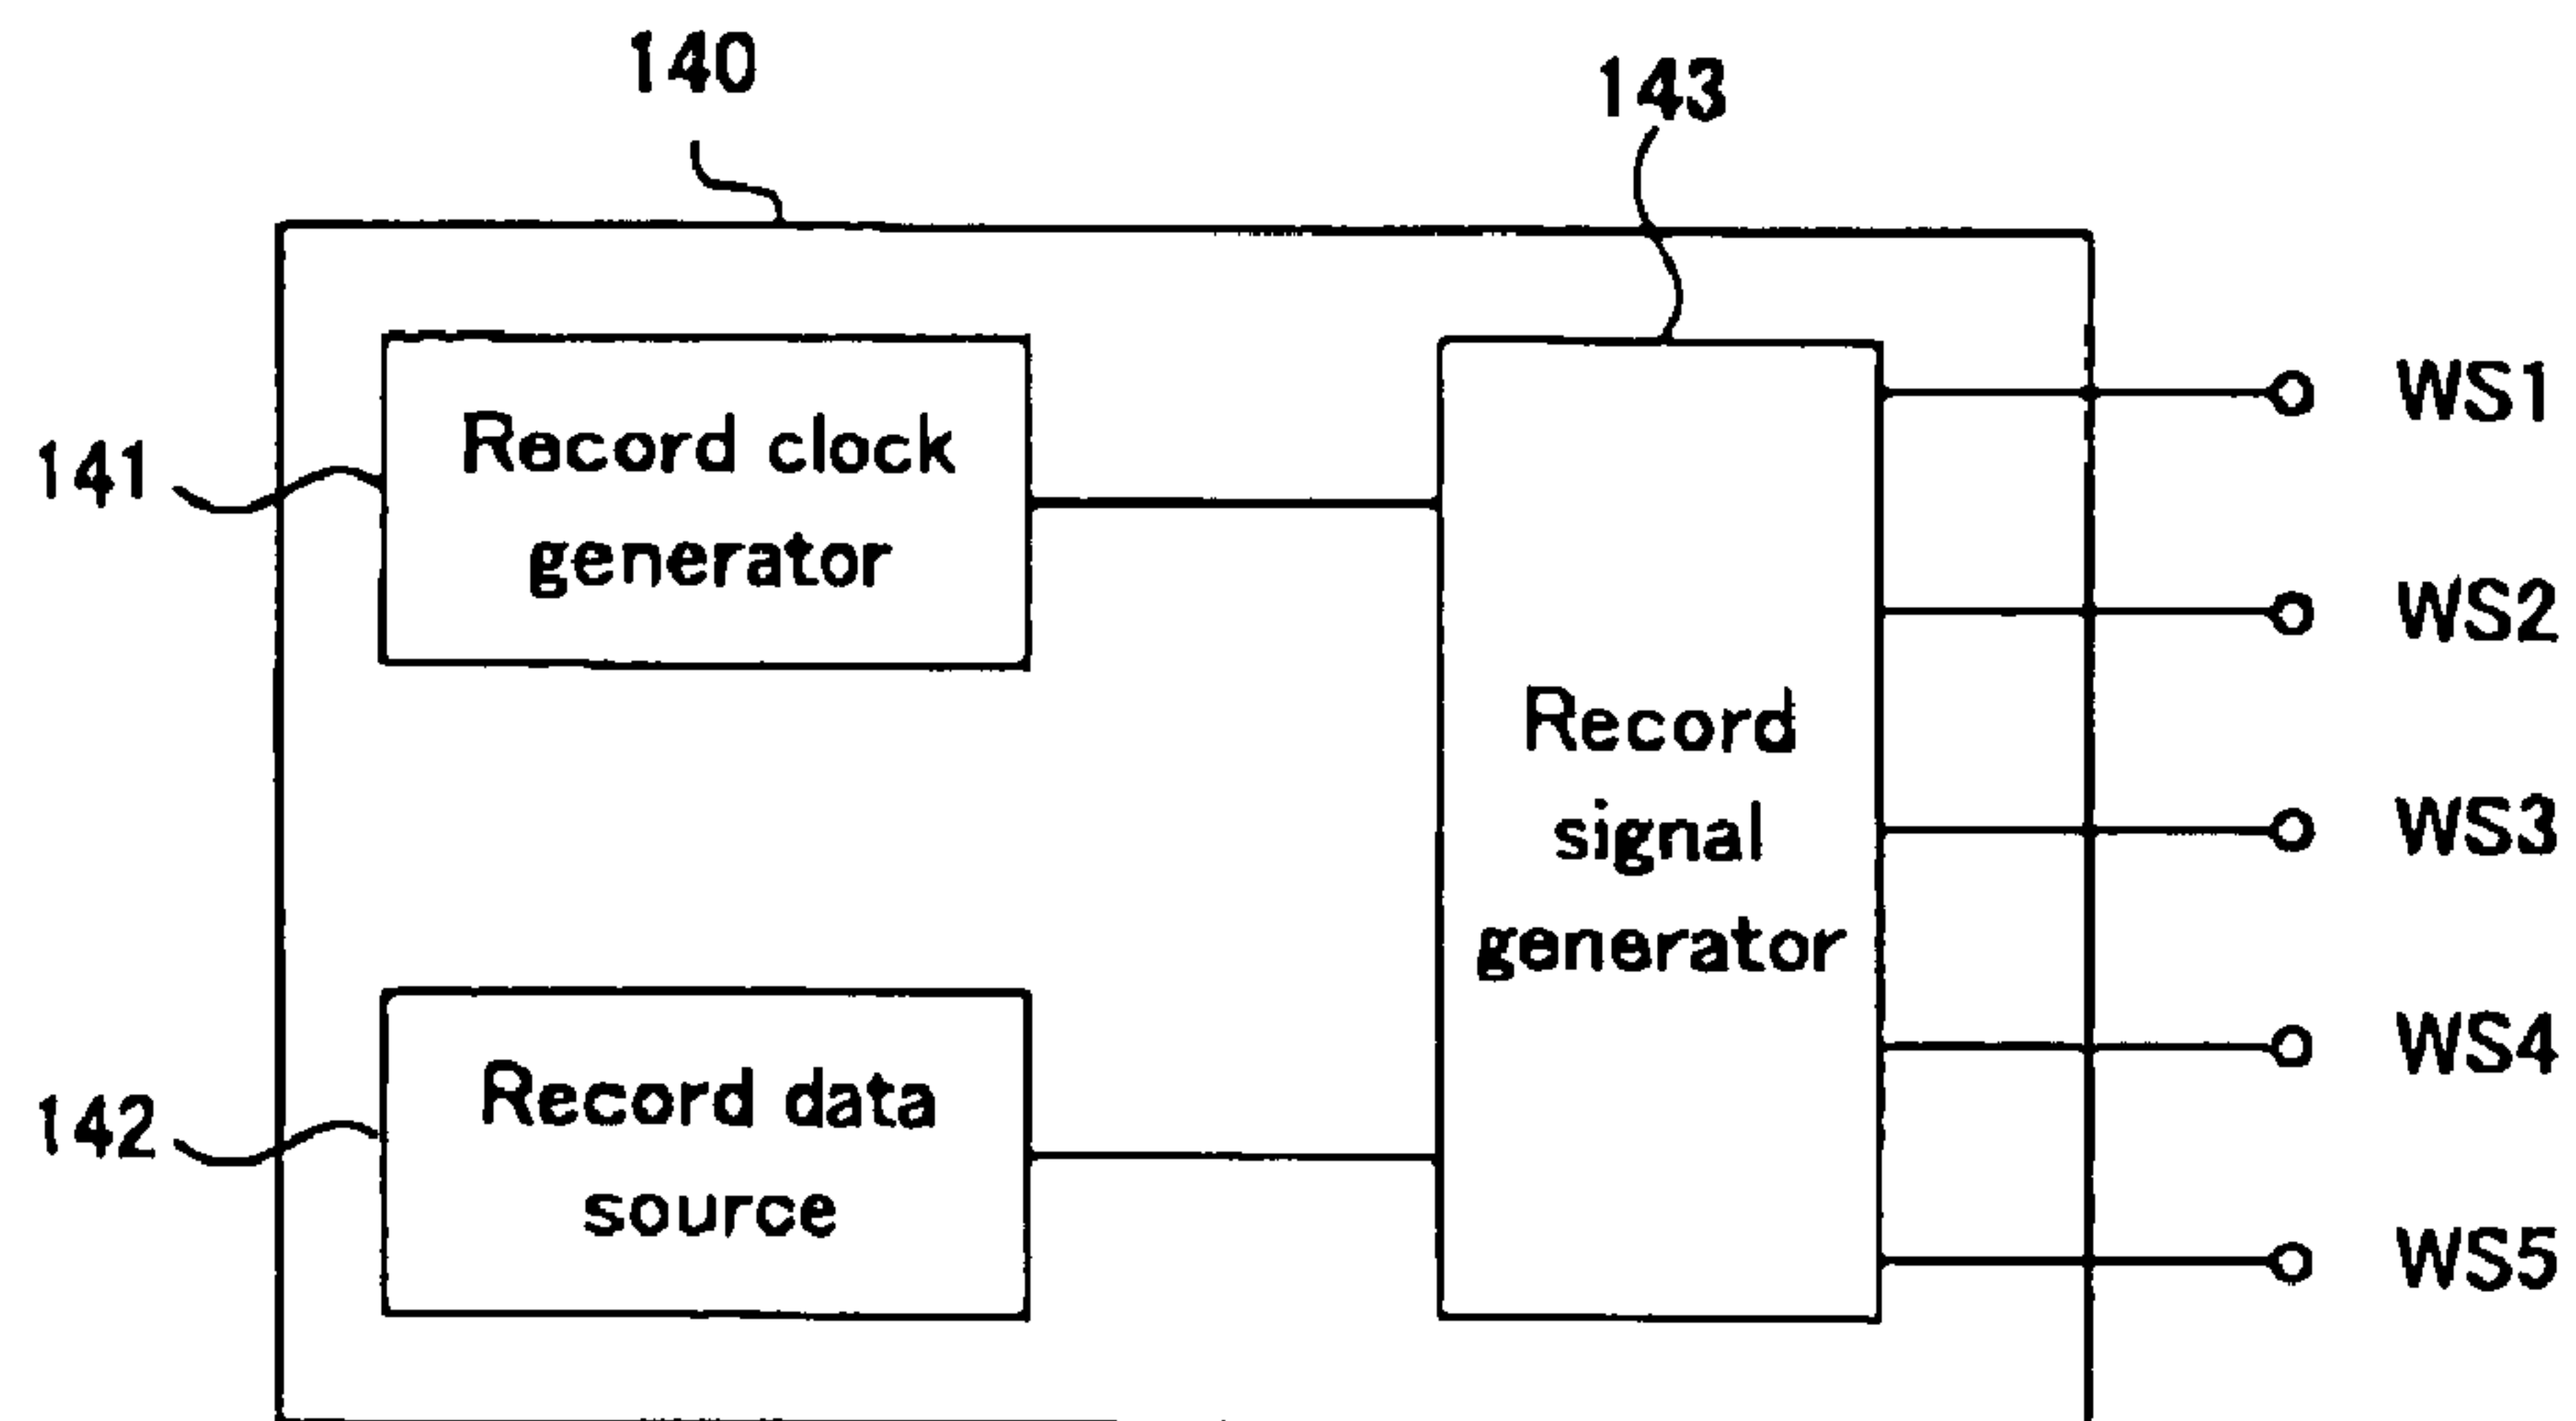 140
143
141
Record clock
generator
WS1
WS2
Record
signal
generator
WS3
142
Record data
source
WS4
WS5